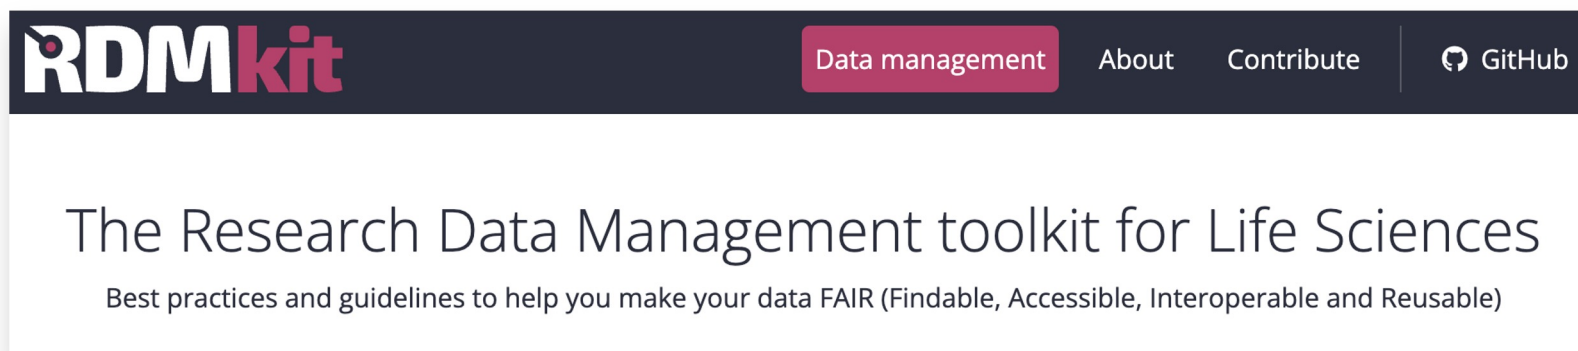 RDMkit
Data management About Contribute GitHub
The Research Data Management toolkit for Life Sciences
Best practices and guidelines to help you make your data FAIR (Findable, Accessible, Interoperable and Reusable)